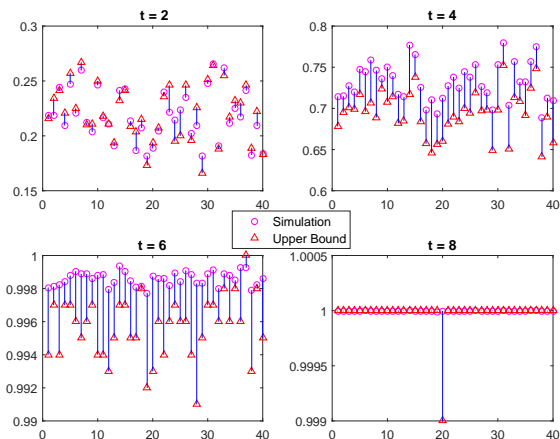 t = 2
0.3
0.25
0.2
0.15
0 10 20 30 40
t = 4
0.8
0.75
0.7
0.65
0.6
0 10 20 30 40
Simulation
Upper Bound
t = 6
1
0.998
0.996
0.994
0.992
0.99
0 10 20 30 40
t = 8
1.0005
1
0.9995
0.999
0 10 20 30 40